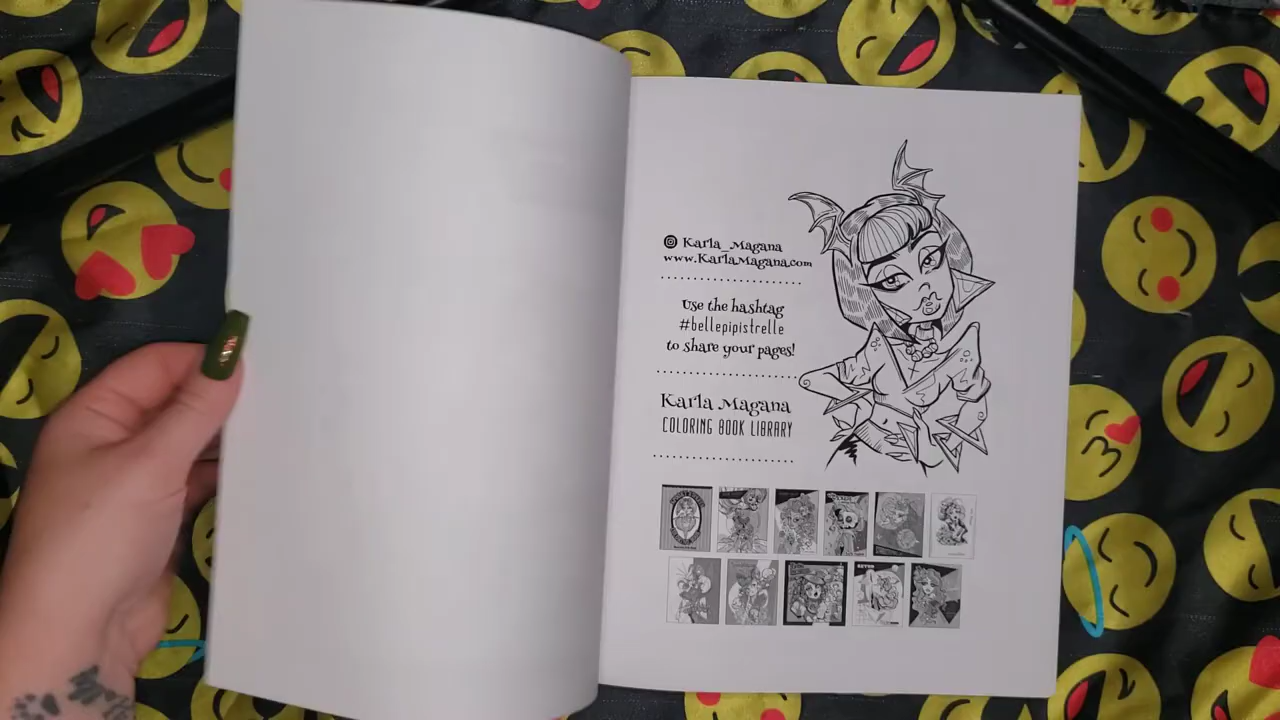 Karla_Magana
www.KarlaMagana.com
Use the hashtag
#bellepipistrelle
to share your pages!
Karla Magana
COLORING BOOK LIBRARY